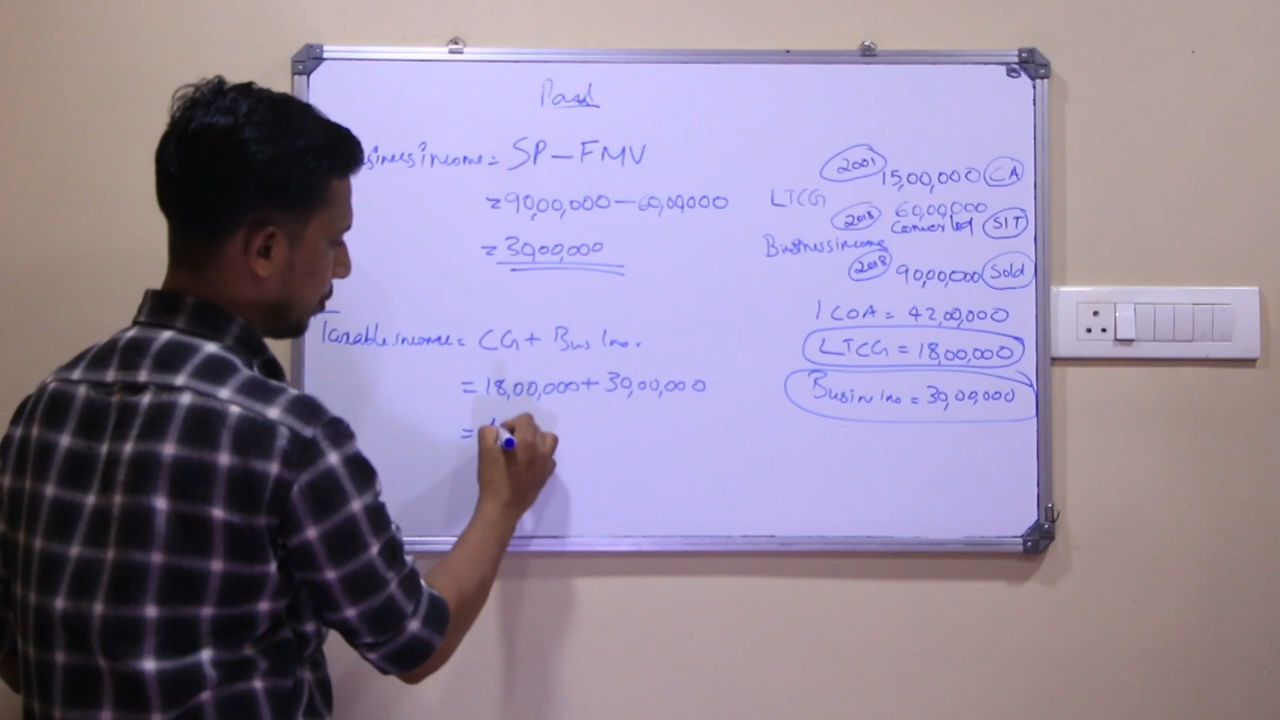 siness income = SP - FMV
= 90,00,000 - 60,00,000
= 30,00,000
Taxable income = CG + Bus Inc.
= 18,00,000 + 30,00,000
=
2001 15,00,000 CA
LTCG
2018 60,00,000
Converted SIT
Business income
2018 90,00,000 Sold
ICOA = 42,00,000
LTCG = 18,00,000
Busin inc = 30,00,000